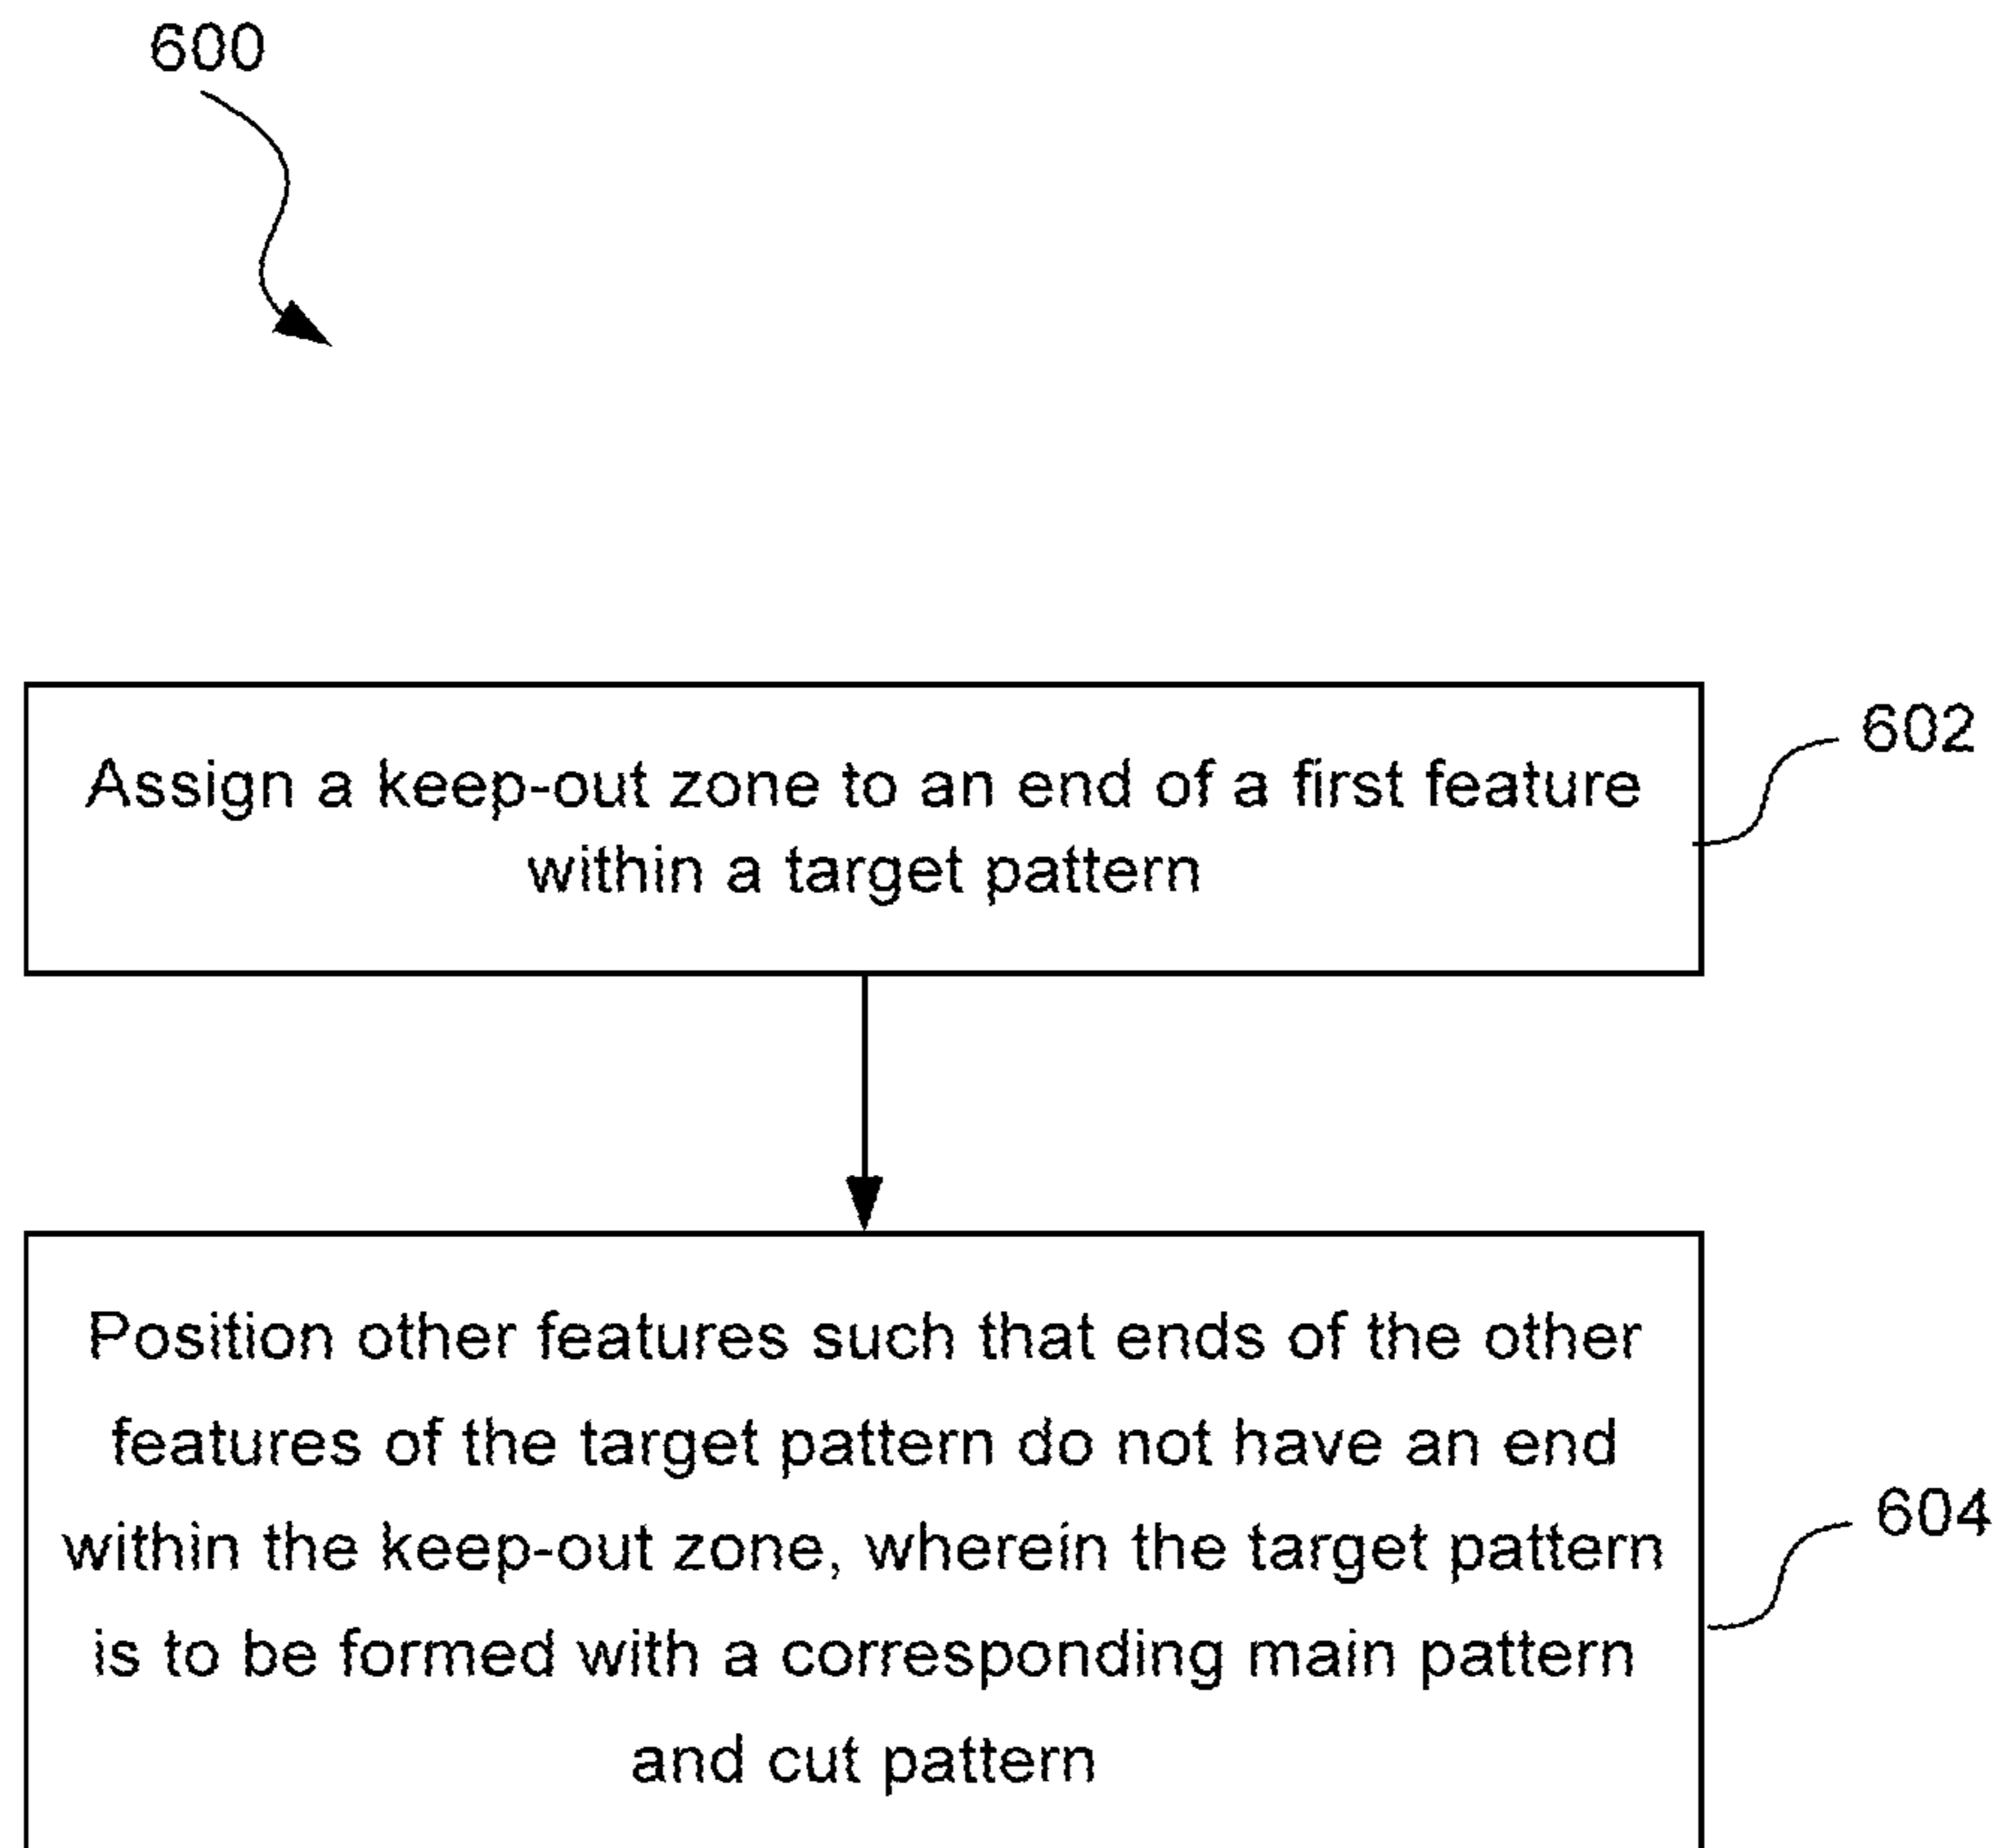 600
Assign a keep-out zone to an end of a first feature
within a target pattern
602
Position other features such that ends of the other
features of the target pattern do not have an end
within the keep-out zone, wherein the target pattern
is to be formed with a corresponding main pattern
and cut pattern
604